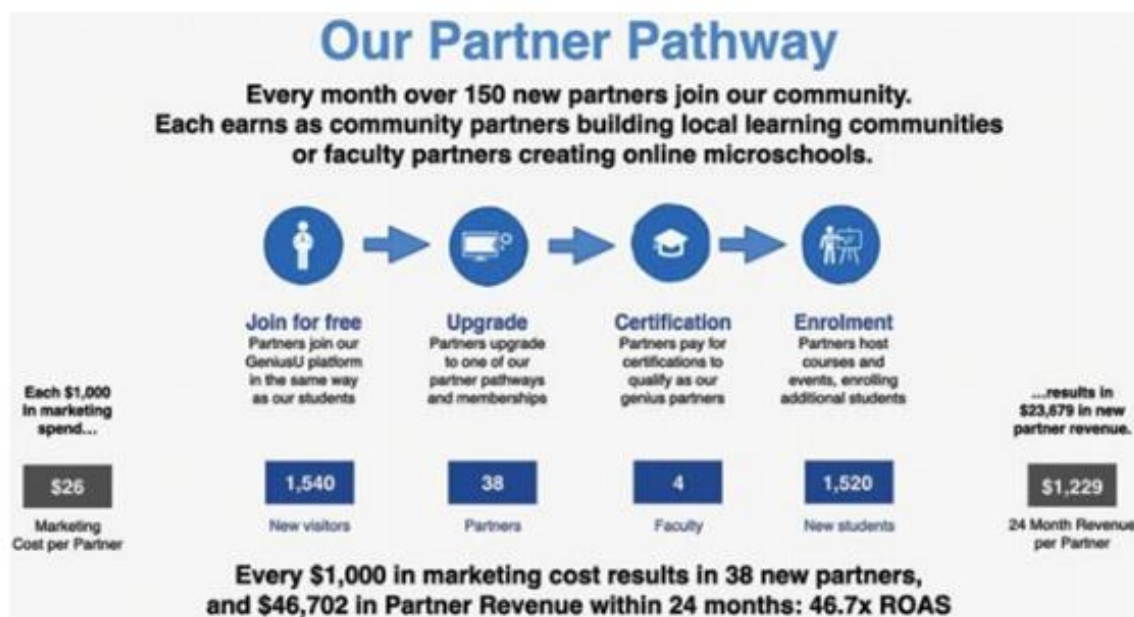 Our Partner Pathway
Every month over 150 new partners join our community.
Each earns as community partners building local learning communities
or faculty partners creating online microschools.
Join for free
Partners join our
GeniusU platform
in the same way
as our students
Upgrade
Partners upgrade
to one of our
partner pathways
and memberships
Certification
Partners pay for
certifications to
qualify as our
genius partners
Enrolment
Partners host
courses and
events, enrolling
additional students
Each $1,000
in marketing
spend...
$26
Marketing
Cost per Partner
1,540
New visitors
38
Partners
4
Faculty
1,520
New students
...results in
$23,679 in new
partner revenue.
$1,229
24 Month Revenue
per Partner
Every $1,000 in marketing cost results in 38 new partners,
and $46,702 in Partner Revenue within 24 months: 46.7x ROAS